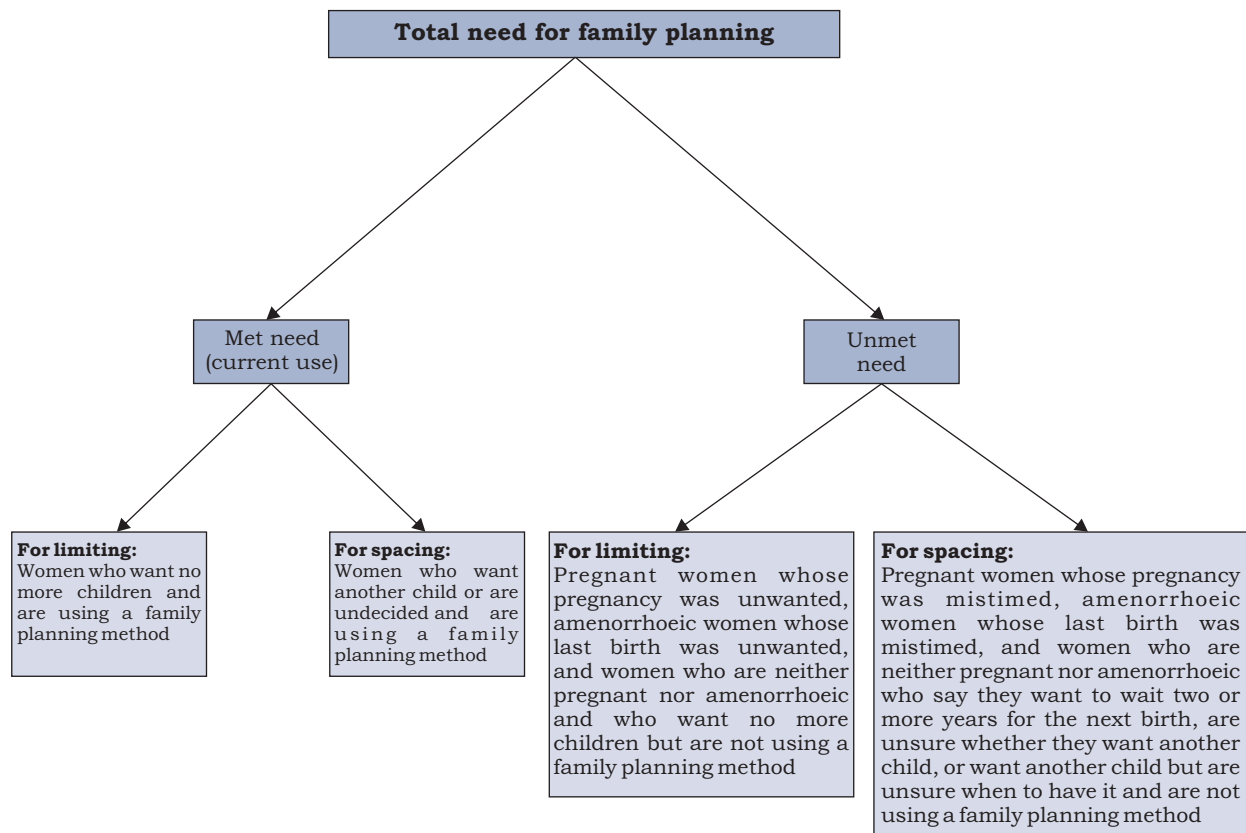 Total need for family planning
Met need
(current use)
Unmet
need
For limiting:
Women who want no
more children and
are using a family
planning method
For spacing:
Women who want
another child or are
undecided and are
using a family
planning method
For limiting:
Pregnant women whose
pregnancy was unwanted,
amenorrhoeic women whose
last birth was unwanted,
and women who are neither
pregnant nor amenorrhoeic
and who want no more
children but are not using a
family planning method
For spacing:
Pregnant women whose pregnancy
was mistimed, amenorrhoeic
women whose last birth was
mistimed, and women who are
neither pregnant nor amenorrhoeic
who say they want to wait two or
more years for the next birth, are
unsure whether they want another
child, or want another child but are
unsure when to have it and are not
using a family planning method